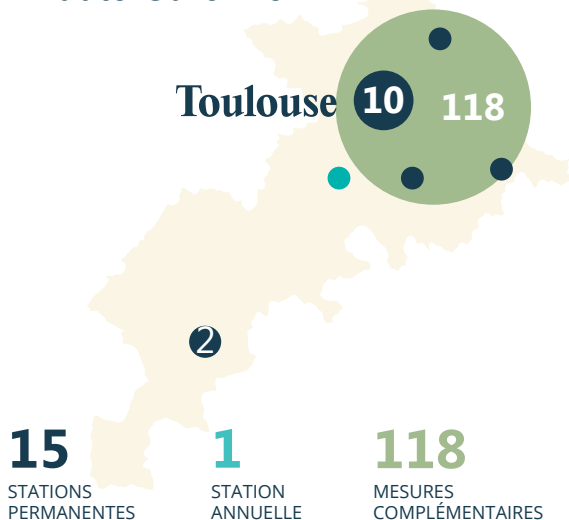 Toulouse
10
118
2
15
STATIONS
PERMANENTES
1
STATION
ANNUELLE
118
MESURES
COMPLÉMENTAIRES